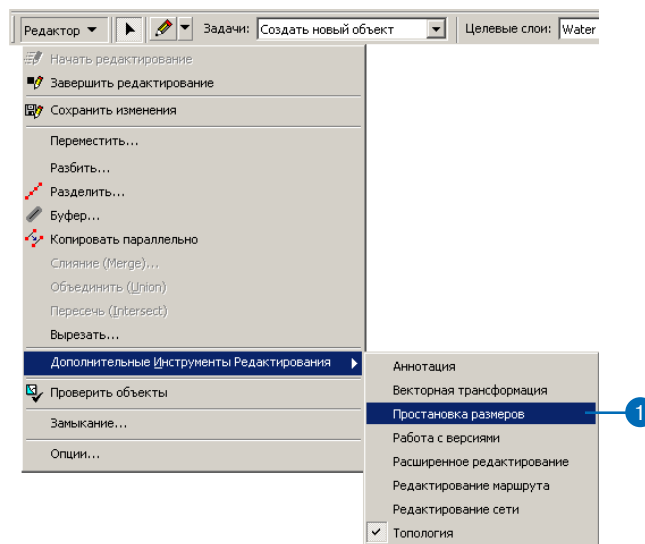 Редактор Задачи: Создать новый объект Целевые слои: Water
Начать редактирование
Завершить редактирование
Сохранить изменения
Переместить...
Разбить...
Разделить...
Буфер...
Копировать параллельно
Слияние (Merge)...
Объединить (Union)
Пересечь (Intersect)
Вырезать...
Дополнительные Инструменты Редактирования
Проверить объекты
Замыкание...
Опции...
Аннотация
Векторная трансформация
Простановка размеров
1
Работа с версиями
Расширенное редактирование
Редактирование маршрута
Редактирование сети
Топология